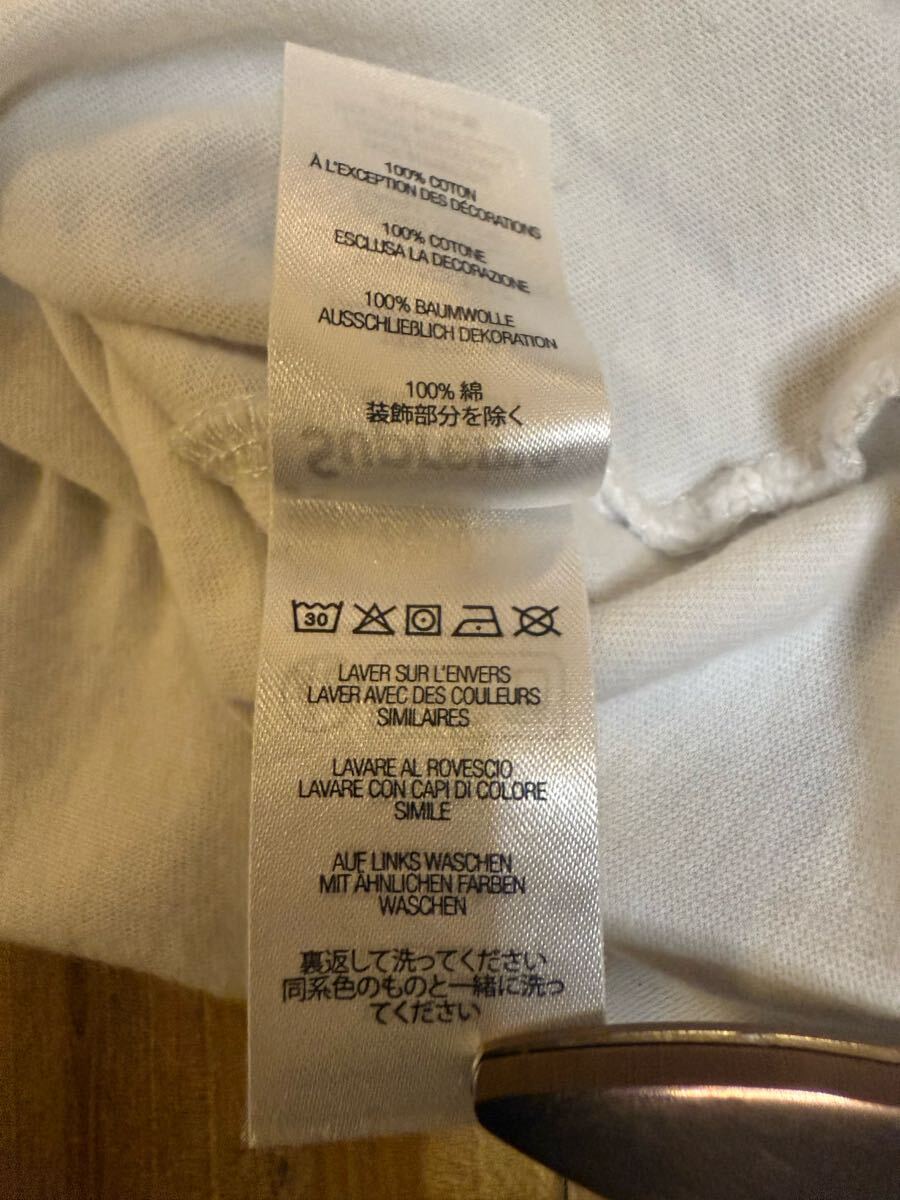 100% COTON
À L'EXCEPTION DES DÉCORATIONS
100% COTONE
ESCLUSA LA DECORAZIONE
100% BAUMWOLLE
AUSSCHLIEßLICH DEKORATION
100% 綿
装飾部分を除く
30
LAVER SUR L'ENVERS
LAVER AVEC DES COULEURS
SIMILAIRES
LAVARE AL ROVESCIO
LAVARE CON CAPI DI COLORE
SIMILE
AUF LINKS WASCHEN
MIT ÄHNLICHEN FARBEN
WASCHEN
裏返して洗ってください
同系色のものと一緒に洗っ
てください